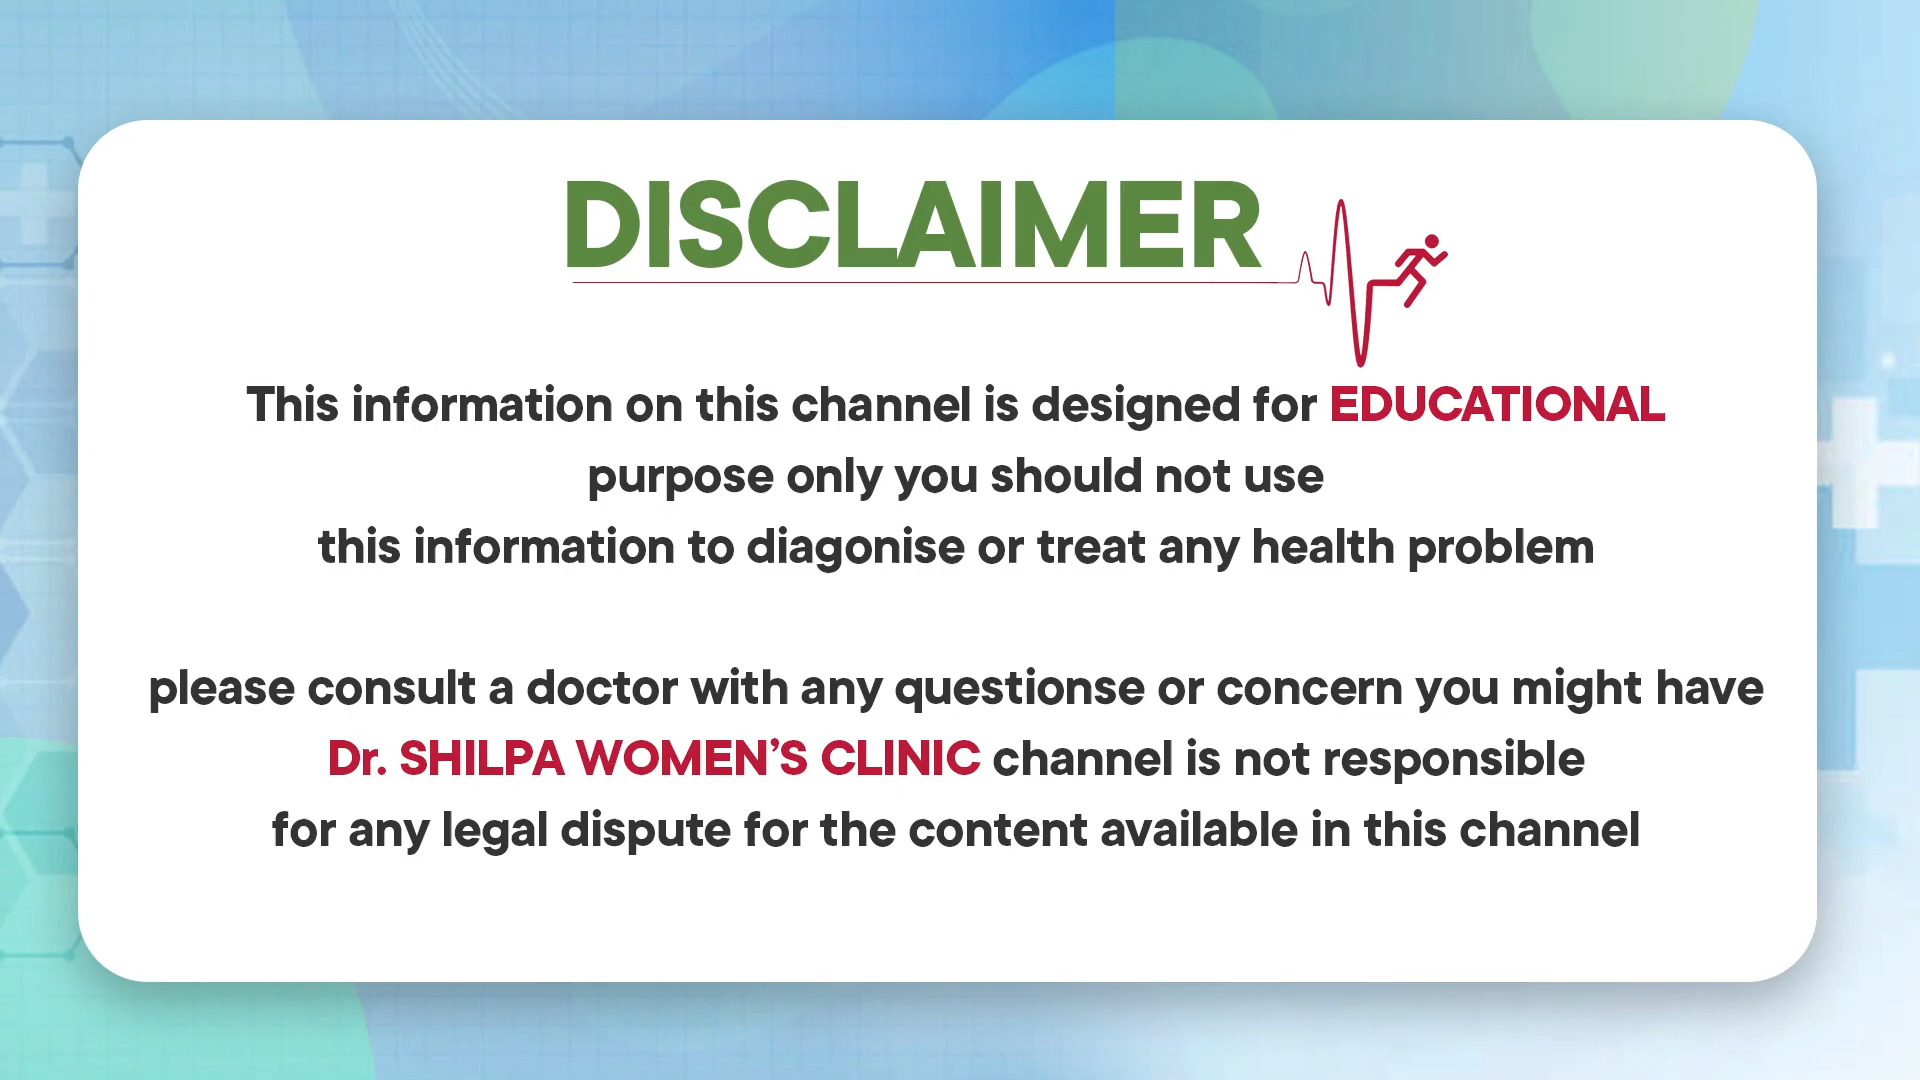 DISCLAIMER
This information on this channel is designed for EDUCATIONAL
purpose only you should not use
this information to diagonise or treat any health problem
please consult a doctor with any questionse or concern you might have
Dr. SHILPA WOMEN’S CLINIC channel is not responsible
for any legal dispute for the content available in this channel